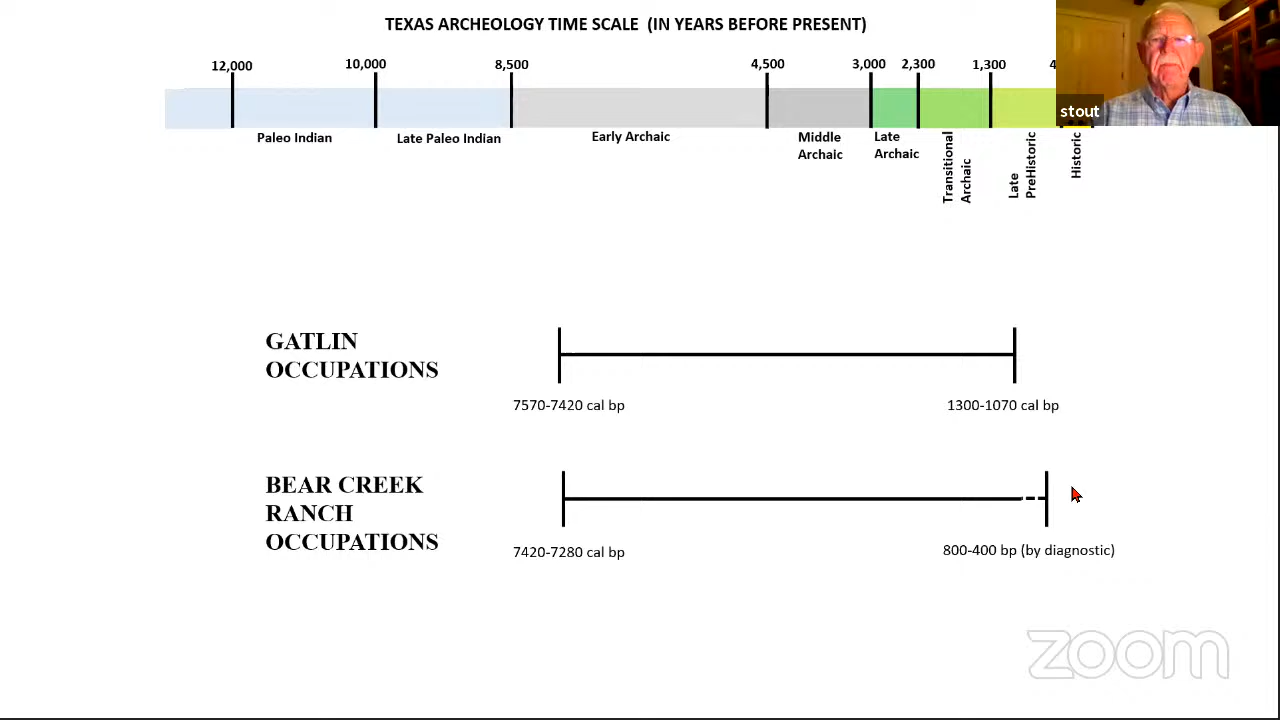 TEXAS ARCHEOLOGY TIME SCALE (IN YEARS BEFORE PRESENT)
12,000
10,000
8,500
4,500
3,000
2,300
1,300
stout
Paleo Indian
Late Paleo Indian
Early Archaic
Middle
Archaic
Late
Archaic
Transitional
Archaic
Late
PreHistoric
Historic
GATLIN
OCCUPATIONS
7570-7420 cal bp
1300-1070 cal bp
BEAR CREEK
RANCH
OCCUPATIONS
7420-7280 cal bp
800-400 bp (by diagnostic)
zoom